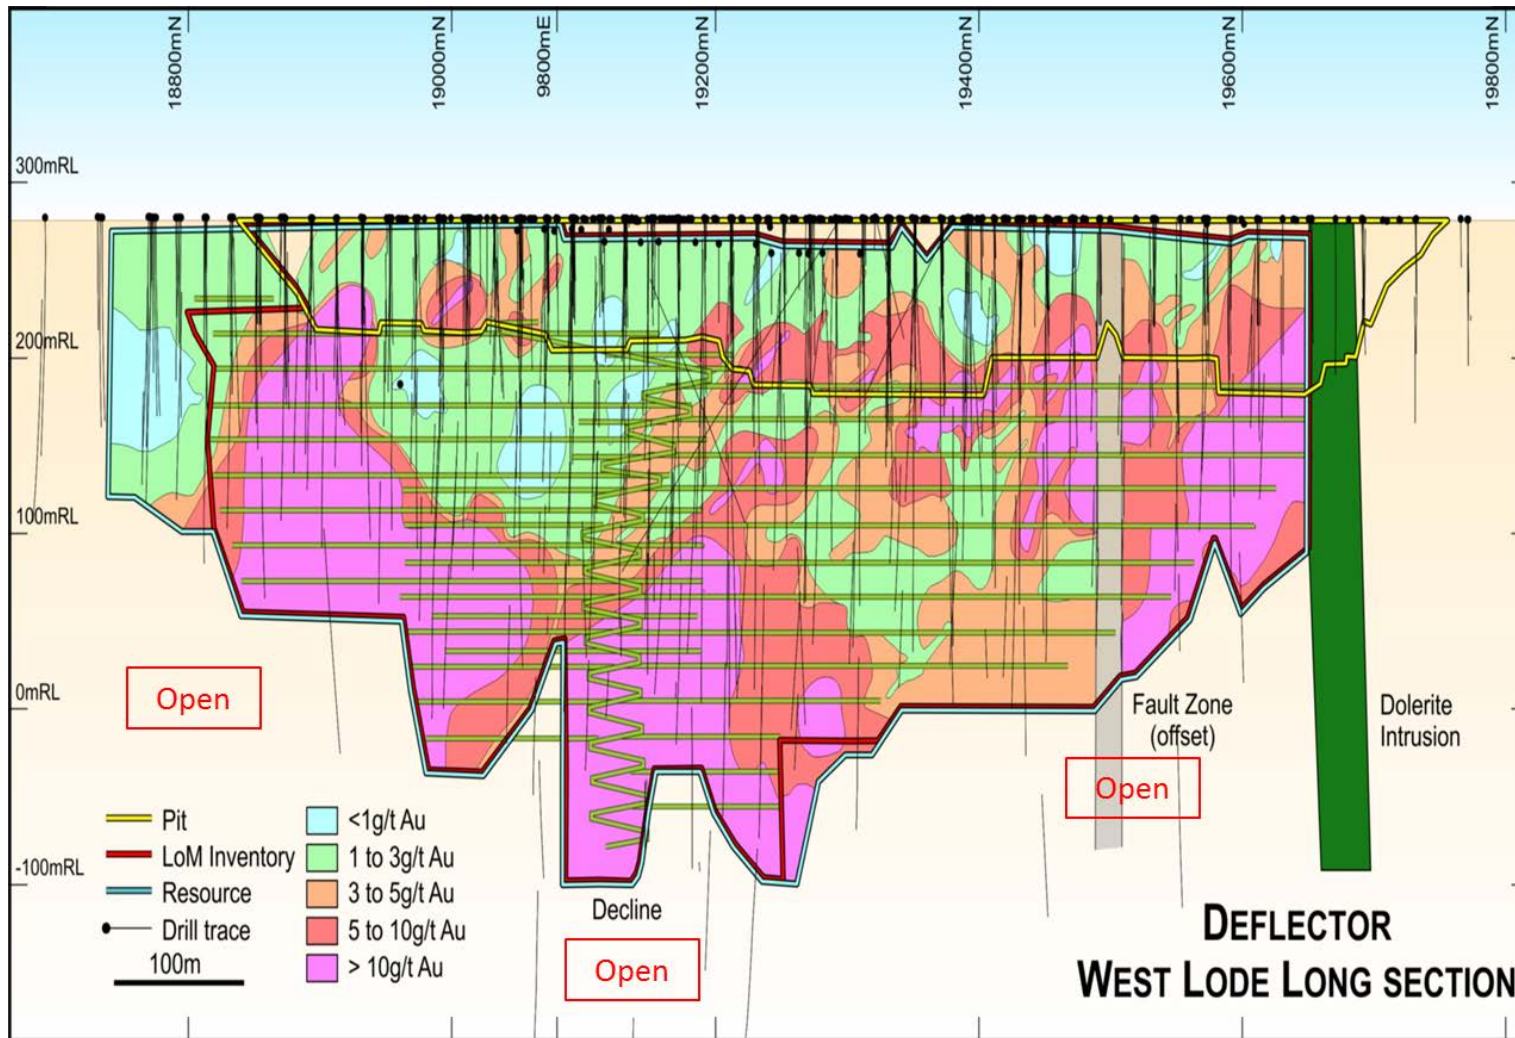 18800mN
19000mN
9800mE
19200mN
19400mN
19600mN
19800mN
300mRL
200mRL
100mRL
0mRL
-100mRL
Open
Fault Zone
(offset)
Dolerite
Intrusion
Open
Pit
LoM Inventory
Resource
Drill trace
100m
<1g/t Au
1 to 3g/t Au
3 to 5g/t Au
5 to 10g/t Au
> 10g/t Au
Decline
Open
DEFLECTOR
WEST LODE LONG SECTION